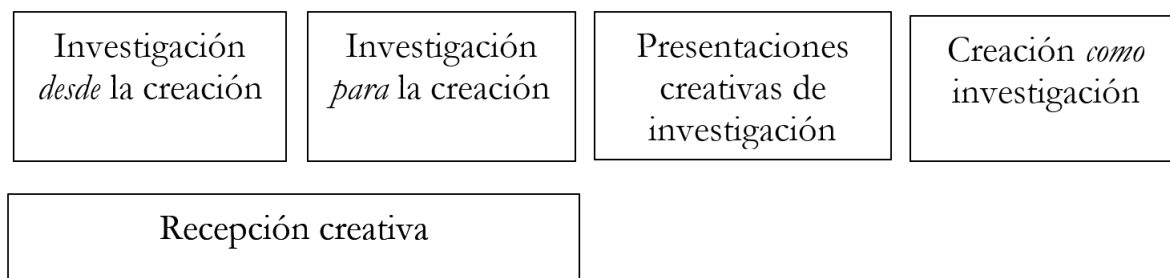 Investigación
desde la creación
Investigación
para la creación
Presentaciones
creativas de
investigación
Creación como
investigación
Recepción creativa